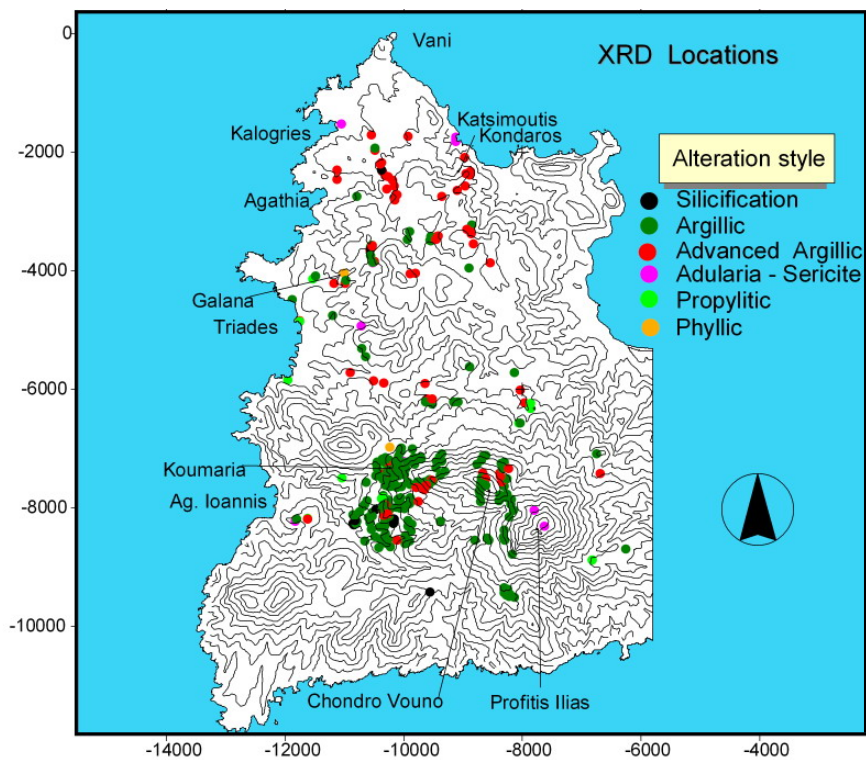 0
Vani
XRD Locations
Katsimoutis
Kalogries
Kondaros
-2000
Alteration style
Agathia
Silicification
Argillic
Advanced Argillic
-4000
Adularia - Sericite
Galana
Propylitic
Triades
Phyllic
-6000
Koumaria
Ag. Ioannis
-8000
-10000
Chondro Vouno
Profitis Ilias
-14000
-12000
-10000
-8000
-6000
-4000